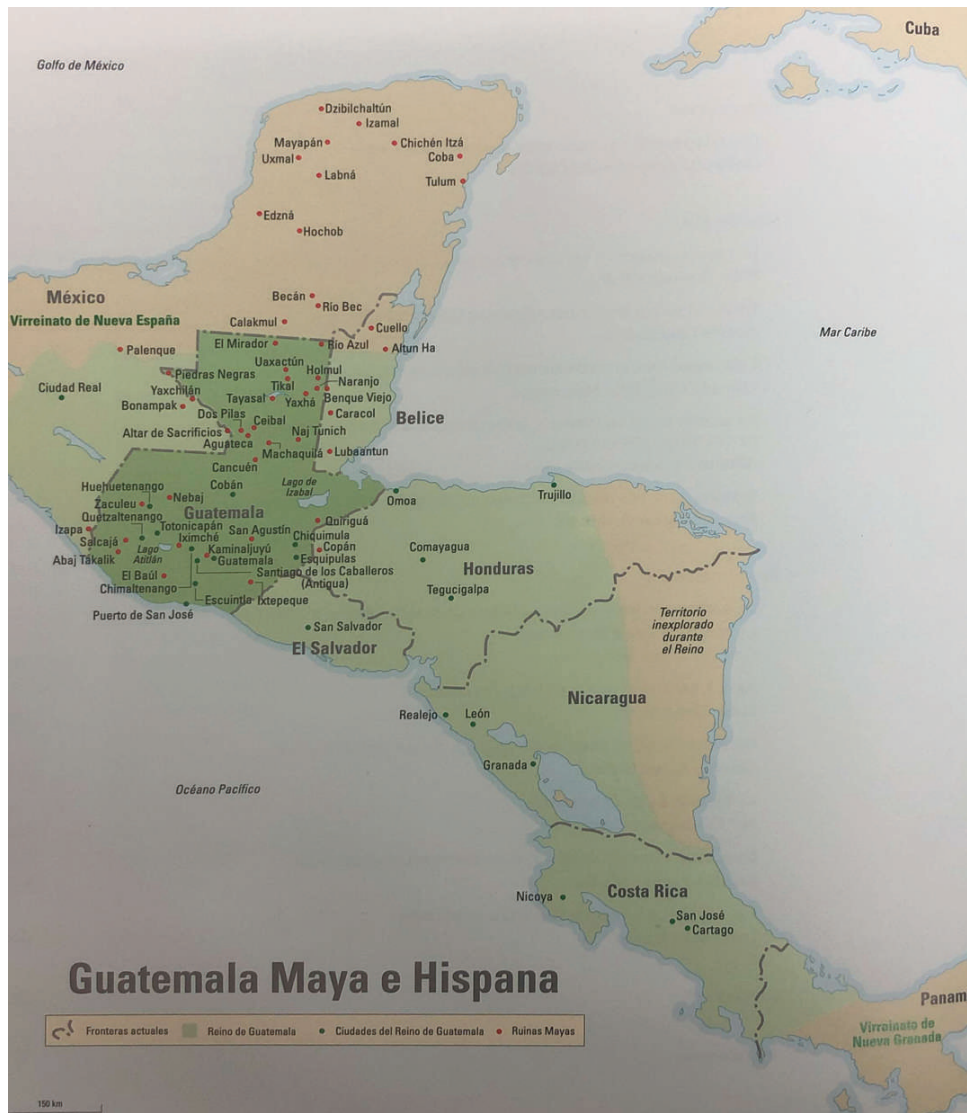 Cuba
Golfo de México
Dzibilchaltún
Izamal
Mayapán
Chichén Itzá
Uxmal
Coba
Labná
Tulum
Edzná
Hochob
México
Becán
Río Bec
Virreinato de Nueva España
Calakmul
Cuello
Mar Caribe
El Mirador
Río Azul
Altun Ha
Palenque
Uaxactún
Holmul
Piedras Negras
Naranjo
Ciudad Real
Tikal
Yaxchilán
Tayasal
Yaxhá
Benque Viejo
Bonampak
Dos Pilas
Ceibal
Caracol
Belice
Altar de Sacrificios
Naj Tunich
Aguateca
Machaquilá
Lubaantun
Cancuén
Huehuetenango
Cobán
Lago de
Izabal
Nebaj
Zaculeu
Omoa
Trujillo
Guatemala
Quetzaltenango
Totonicapán
Quiriguá
Izapa
San Agustín
Iximché
Chiquimula
Salcajá
Lago
Atitlán
Kaminaljuyú
Copán
Comayagua
Abaj Takalik
Guatemala
Esquipulas
Honduras
El Baúl
Santiago de los Caballeros
(Antigua)
Chimaltenango
Tegucigalpa
Escuintla
Ixtepeque
Puerto de San José
San Salvador
Territorio
inexplorado
durante
el Reino
El Salvador
Nicaragua
Realejo
León
Granada
Océano Pacífico
Costa Rica
Nicoya
San José
Cartago
Guatemala Maya e Hispana
Panam
Fronteras actuales
Reino de Guatemala
Ciudades del Reino de Guatemala
Ruinas Mayas
Virreinato de
Nueva Granada
150 km